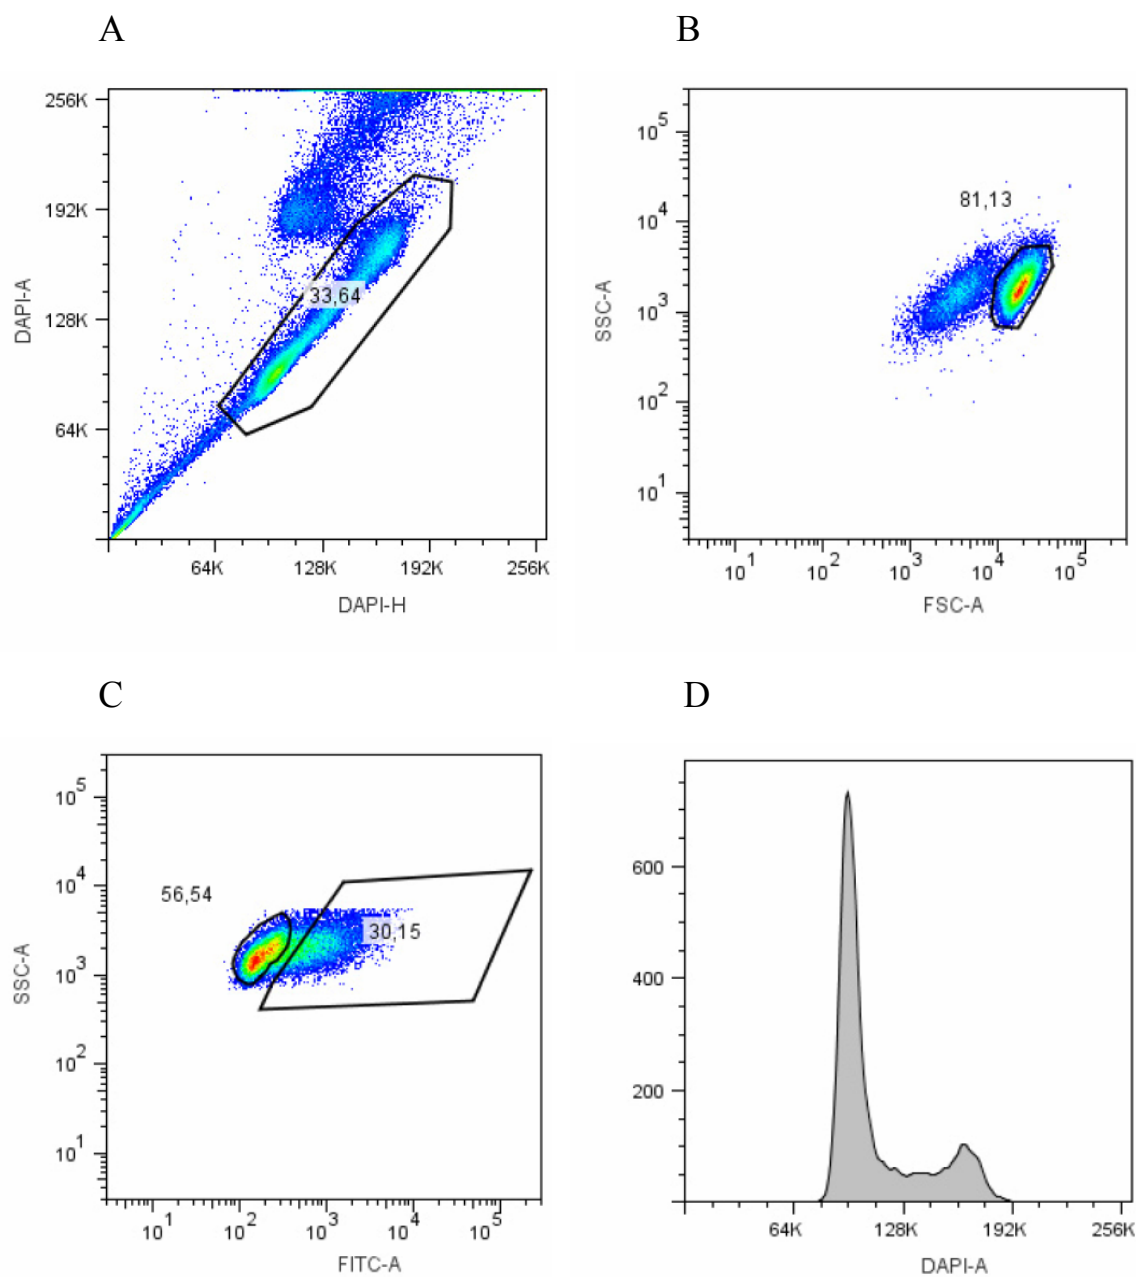 A
B
256K
192K
128K
64K
DAPI-A
33,64
64K 128K 192K 256K
DAPI-H
10^5
10^4
10^3
10^2
10^1
SSC-A
81,13
10^1 10^2 10^3 10^4 10^5
FSC-A
C
D
10^5
10^4
10^3
10^2
10^1
SSC-A
56,54
30,15
10^1 10^2 10^3 10^4 10^5
FITC-A
600
400
200
64K 128K 192K 256K
DAPI-A